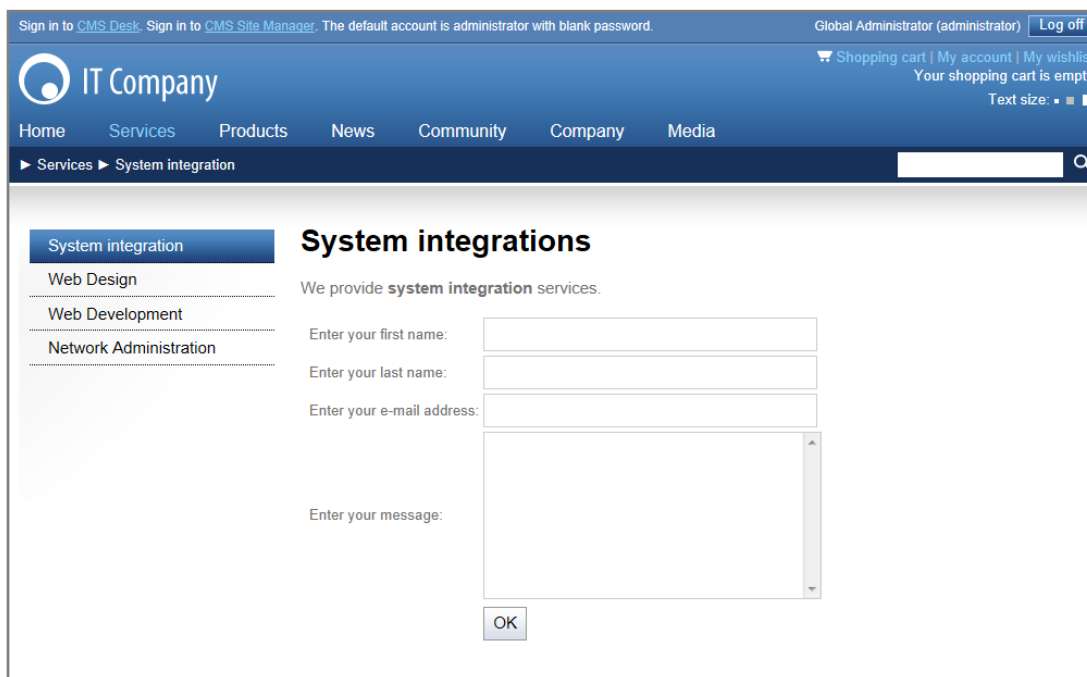 Sign in to CMS Desk. Sign in to CMS Site Manager. The default account is administrator with blank password. Global Administrator (administrator) Log off
Shopping cart | My account | My wishlis
Your shopping cart is empt
IT Company
Text size:
Home Services Products News Community Company Media
► Services ► System integration
System integration
Web Design
Web Development
Network Administration
System integrations
We provide system integration services.
Enter your first name:
Enter your last name:
Enter your e-mail address:
Enter your message:
OK